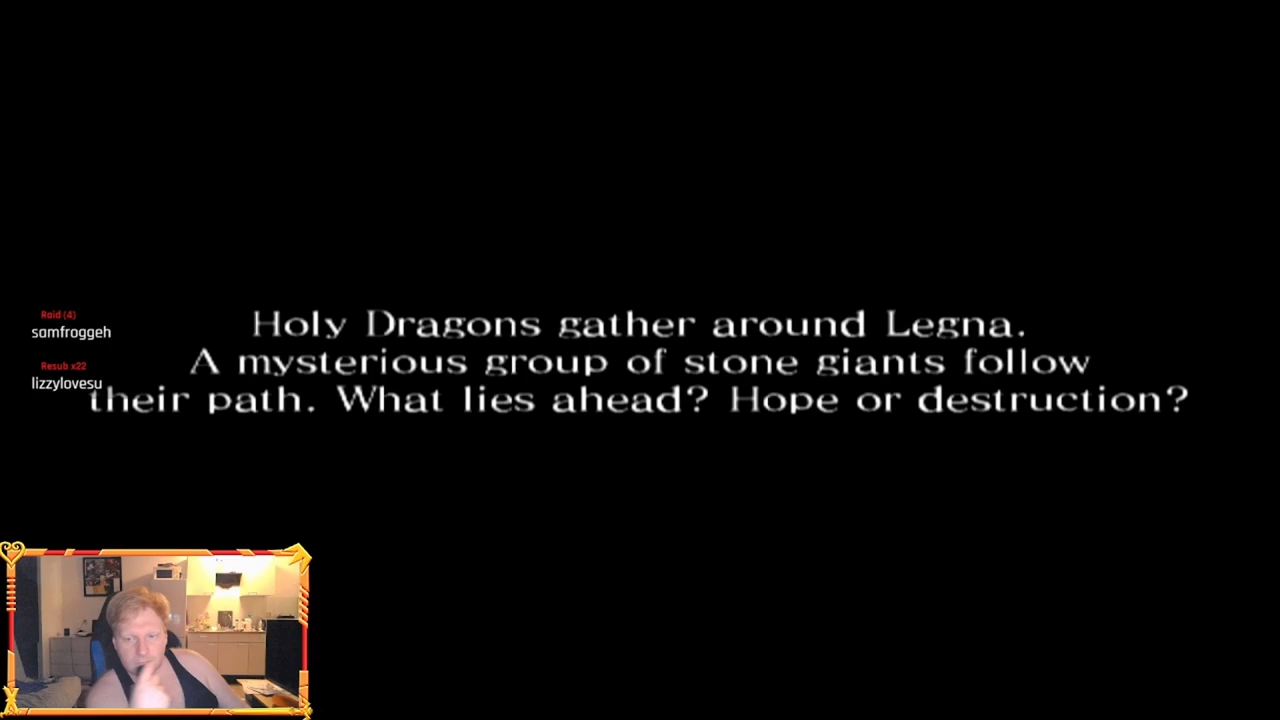 Raid (4)
samfroggeh
Resub x22
lizzylovesu
Holy Dragons gather around Legna.
A mysterious group of stone giants follow
their path. What lies ahead? Hope or destruction?